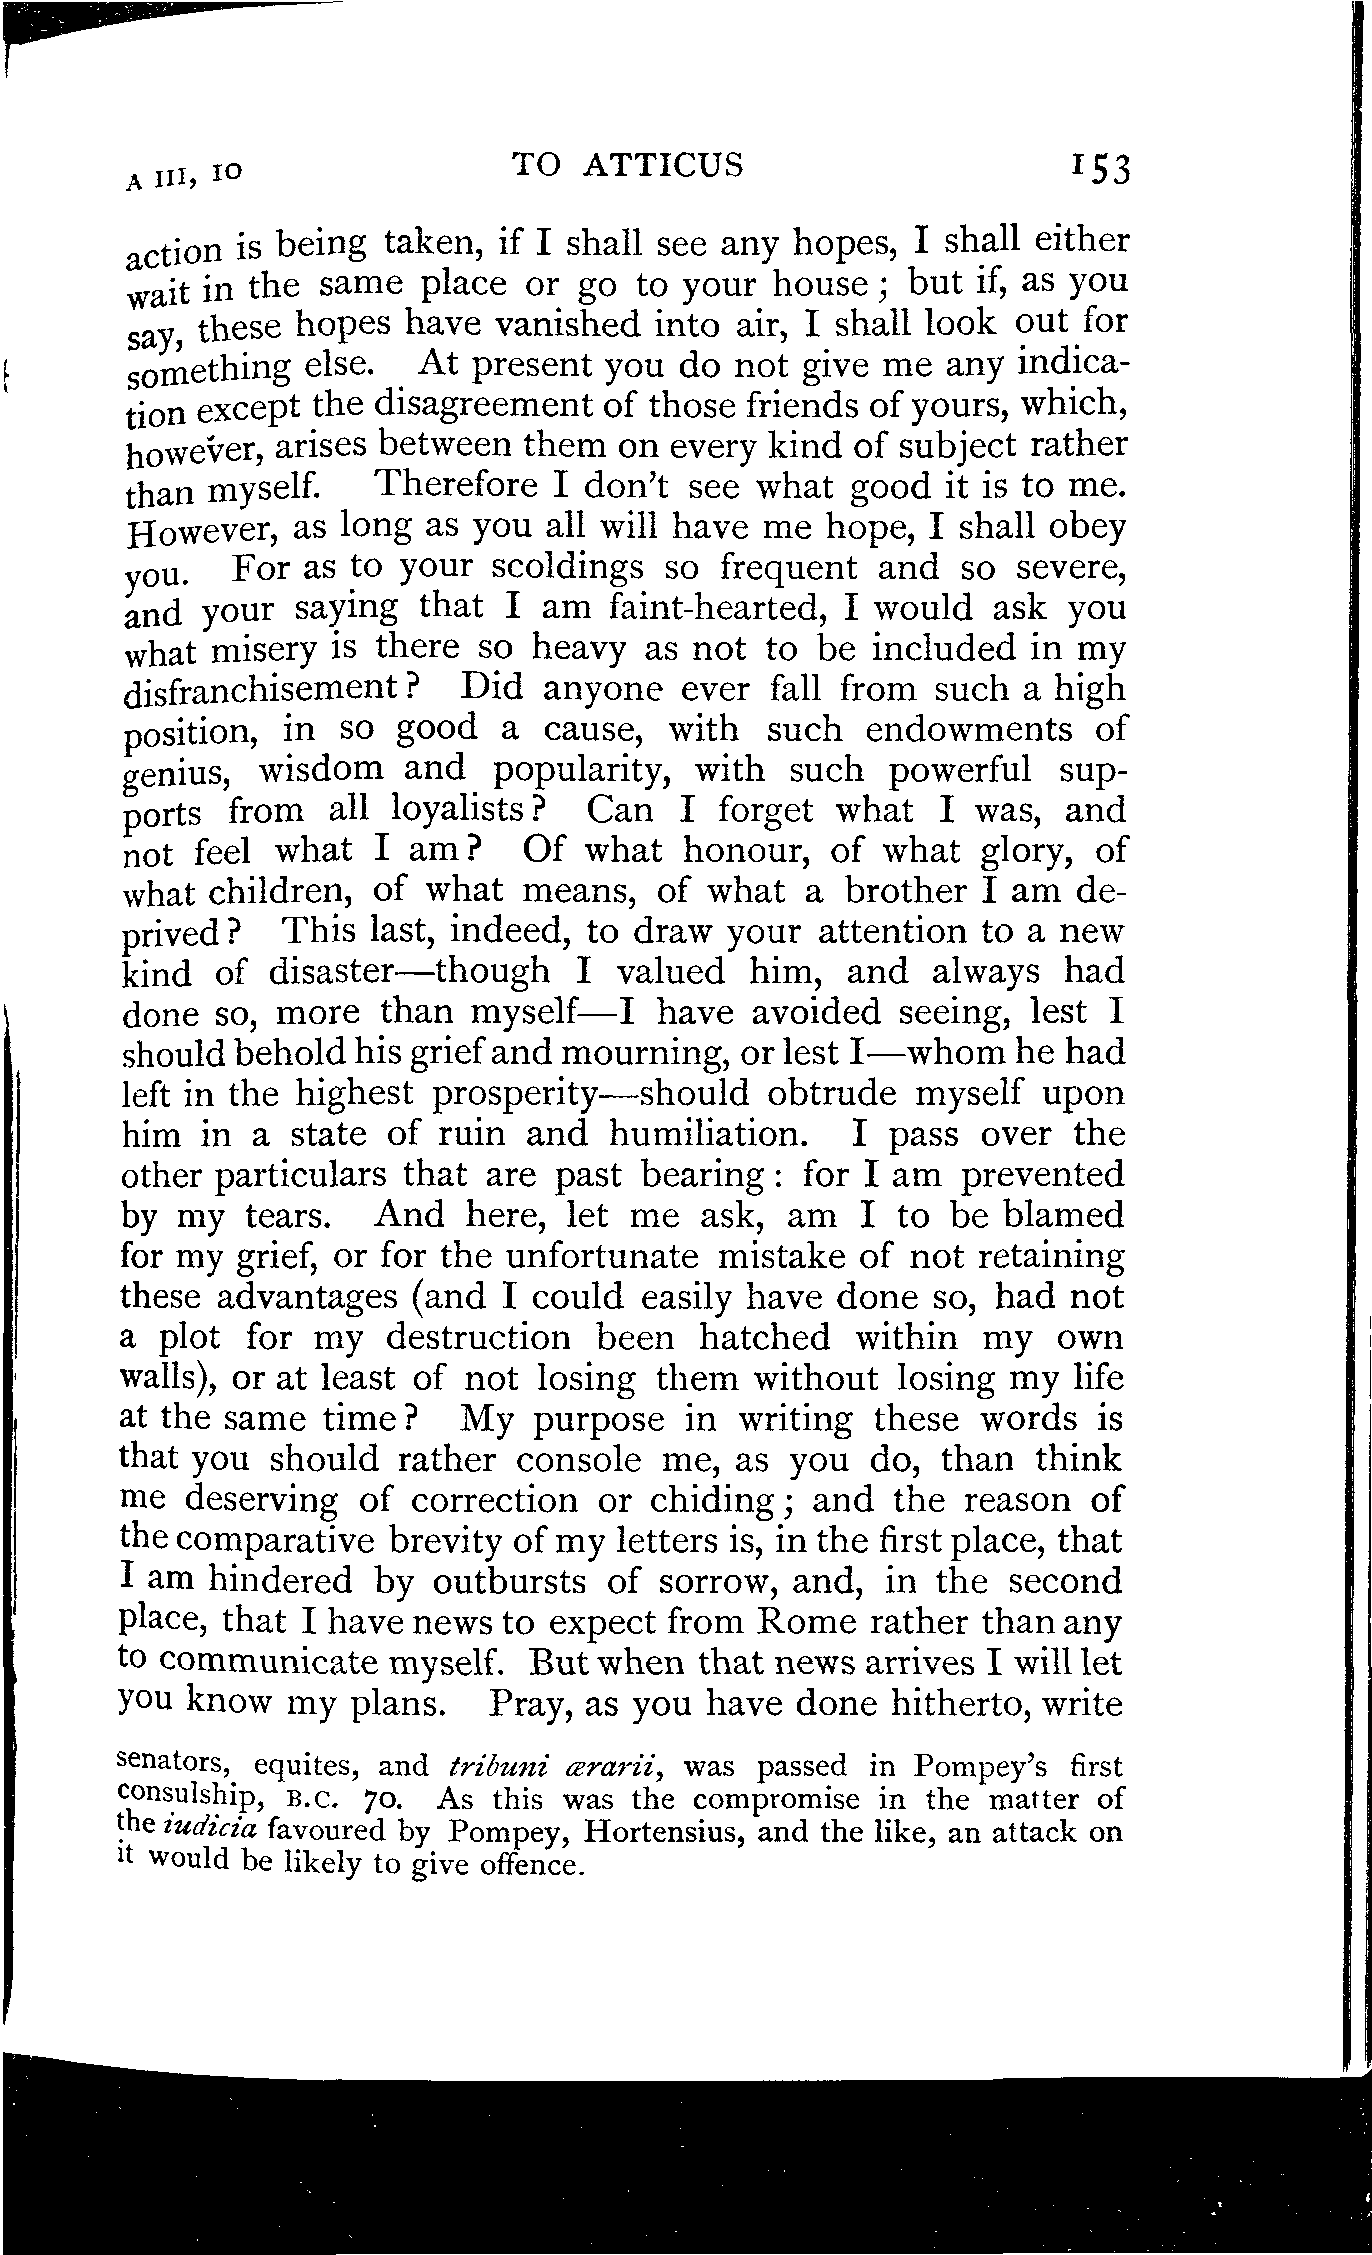 A III, 10 TO ATTICUS 153
action is being taken, if I shall see any hopes, I shall either
wait in the same place or go to your house; but if, as you
say, these hopes have vanished into air, I shall look out for
something else. At present you do not give me any indica-
tion except the disagreement of those friends of yours, which,
however, arises between them on every kind of subject rather
than myself. Therefore I don't see what good it is to me.
However, as long as you all will have me hope, I shall obey
you. For as to your scoldings so frequent and so severe,
and your saying that I am faint-hearted, I would ask you
what misery is there so heavy as not to be included in my
disfranchisement? Did anyone ever fall from such a high
position, in so good a cause, with such endowments of
genius, wisdom and popularity, with such powerful sup-
ports from all loyalists? Can I forget what I was, and
not feel what I am? Of what honour, of what glory, of
what children, of what means, of what a brother I am de-
prived? This last, indeed, to draw your attention to a new
kind of disaster—though I valued him, and always had
done so, more than myself—I have avoided seeing, lest I
should behold his grief and mourning, or lest I—whom he had
left in the highest prosperity—should obtrude myself upon
him in a state of ruin and humiliation. I pass over the
other particulars that are past bearing: for I am prevented
by my tears. And here, let me ask, am I to be blamed
for my grief, or for the unfortunate mistake of not retaining
these advantages (and I could easily have done so, had not
a plot for my destruction been hatched within my own
walls), or at least of not losing them without losing my life
at the same time? My purpose in writing these words is
that you should rather console me, as you do, than think
me deserving of correction or chiding; and the reason of
the comparative brevity of my letters is, in the first place, that
I am hindered by outbursts of sorrow, and, in the second
place, that I have news to expect from Rome rather than any
to communicate myself. But when that news arrives I will let
you know my plans. Pray, as you have done hitherto, write
senators, equites, and tribuni ærarii, was passed in Pompey's first
consulship, B.C. 70. As this was the compromise in the matter of
the iudicia favoured by Pompey, Hortensius, and the like, an attack on
it would be likely to give offence.